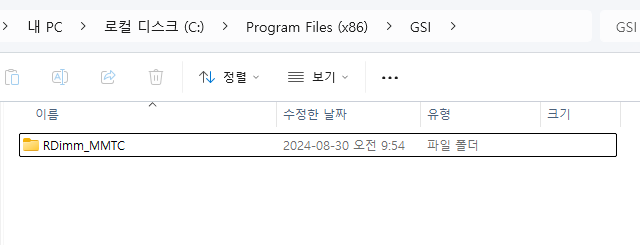 내 PC > 로컬 디스크 (C:) > Program Files (x86) > GSI > GSI
정렬 보기 ...
이름 수정한 날짜 유형 크기
RDimm_MMTC 2024-08-30 오전 9:54 파일 폴더